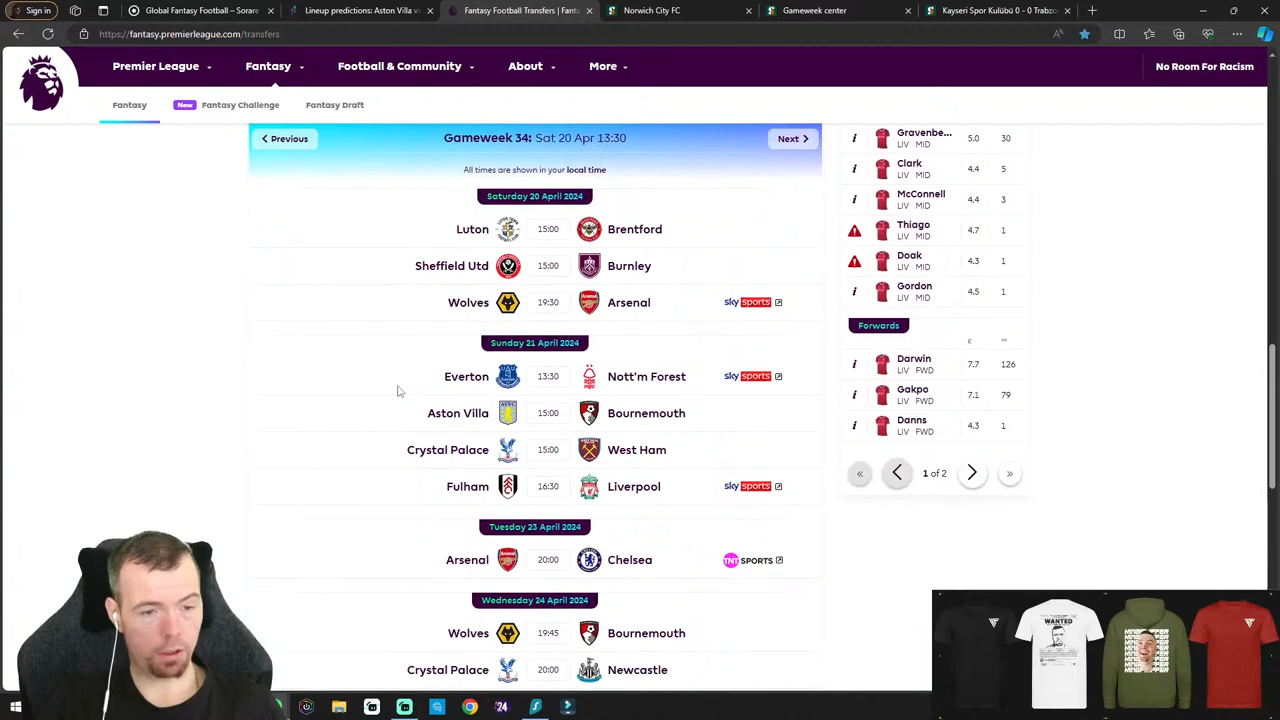 Sign in
Global Fantasy Football – Sorare
Lineup predictions: Aston Villa v
Fantasy Football Transfers | Fant
Norwich City FC
Gameweek center
Kayseri Spor Kulübü 0 - 0 Trabzo
https://fantasy.premierleague.com/transfers
Premier League
Fantasy
Football & Community
About
More
No Room For Racism
Fantasy
New
Fantasy Challenge
Fantasy Draft
Previous
Gameweek 34: Sat 20 Apr 13:30
Next
All times are shown in your local time
Saturday 20 April 2024
Luton 15:00 Brentford
Sheffield Utd 15:00 Burnley
Wolves 19:30 Arsenal sky sports
Sunday 21 April 2024
Everton 13:30 Nott'm Forest sky sports
Aston Villa 15:00 Bournemouth
Crystal Palace 15:00 West Ham
Fulham 16:30 Liverpool sky sports
Tuesday 23 April 2024
Arsenal 20:00 Chelsea TNT SPORTS
Wednesday 24 April 2024
Wolves 19:45 Bournemouth
Crystal Palace 20:00 Newcastle
Gravenbe... 5.0 30
LIV MID
Clark 4.4 5
LIV MID
McConnell 4.4 3
LIV MID
Thiago 4.7 1
LIV MID
Doak 4.3 1
LIV MID
Gordon 4.5 1
LIV MID
Forwards
£ **
Darwin 7.7 126
LIV FWD
Gakpo 7.1 79
LIV FWD
Danns 4.3 1
LIV FWD
1 of 2
WANTED